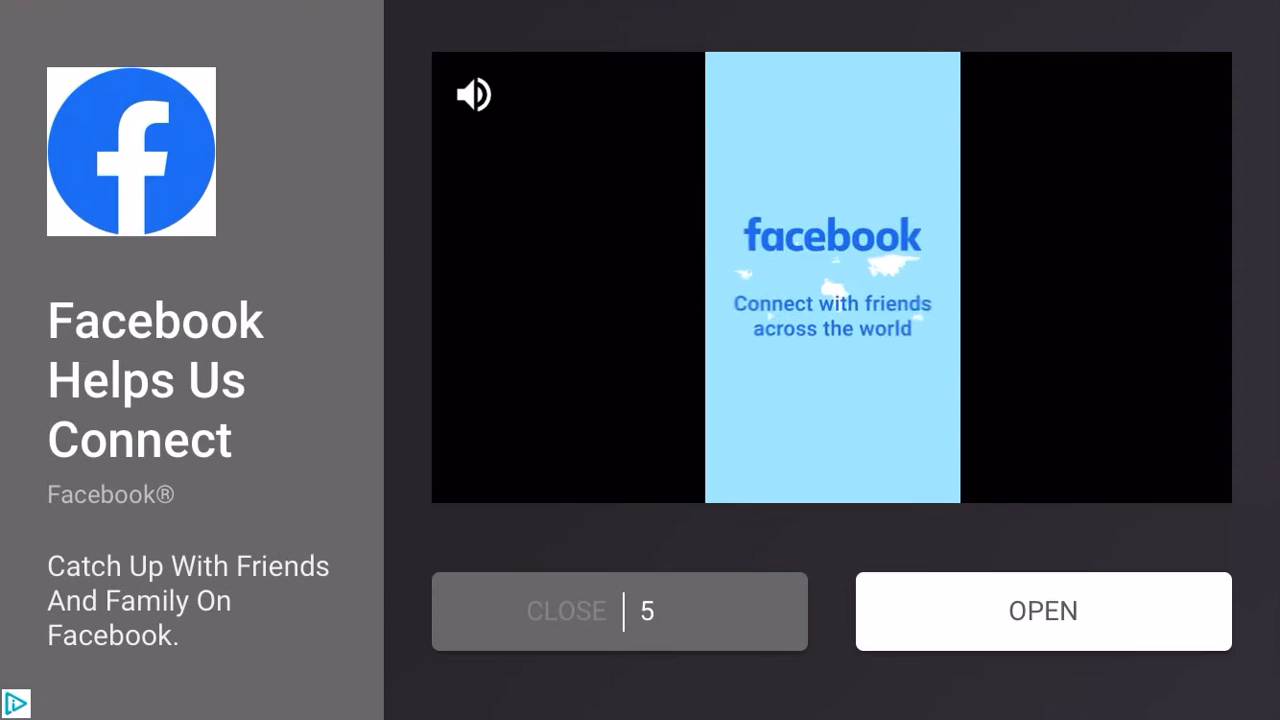 Facebook
Helps Us
Connect
Facebook®
Catch Up With Friends
And Family On
Facebook.
facebook
Connect with friends
across the world
CLOSE 5
OPEN